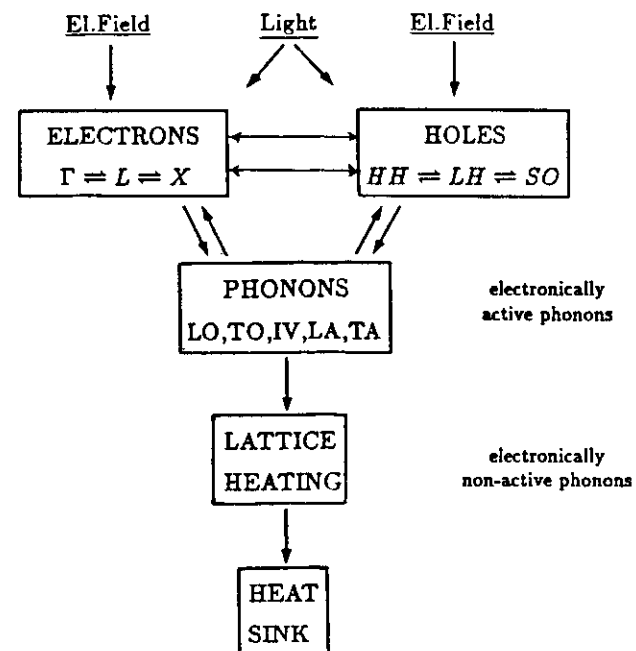 El.Field Light El.Field
ELECTRONS
Γ ⇌ L ⇌ X
HOLES
HH ⇌ LH ⇌ SO
PHONONS
LO,TO,IV,LA,TA
electronically
active phonons
LATTICE
HEATING
electronically
non-active phonons
HEAT
SINK